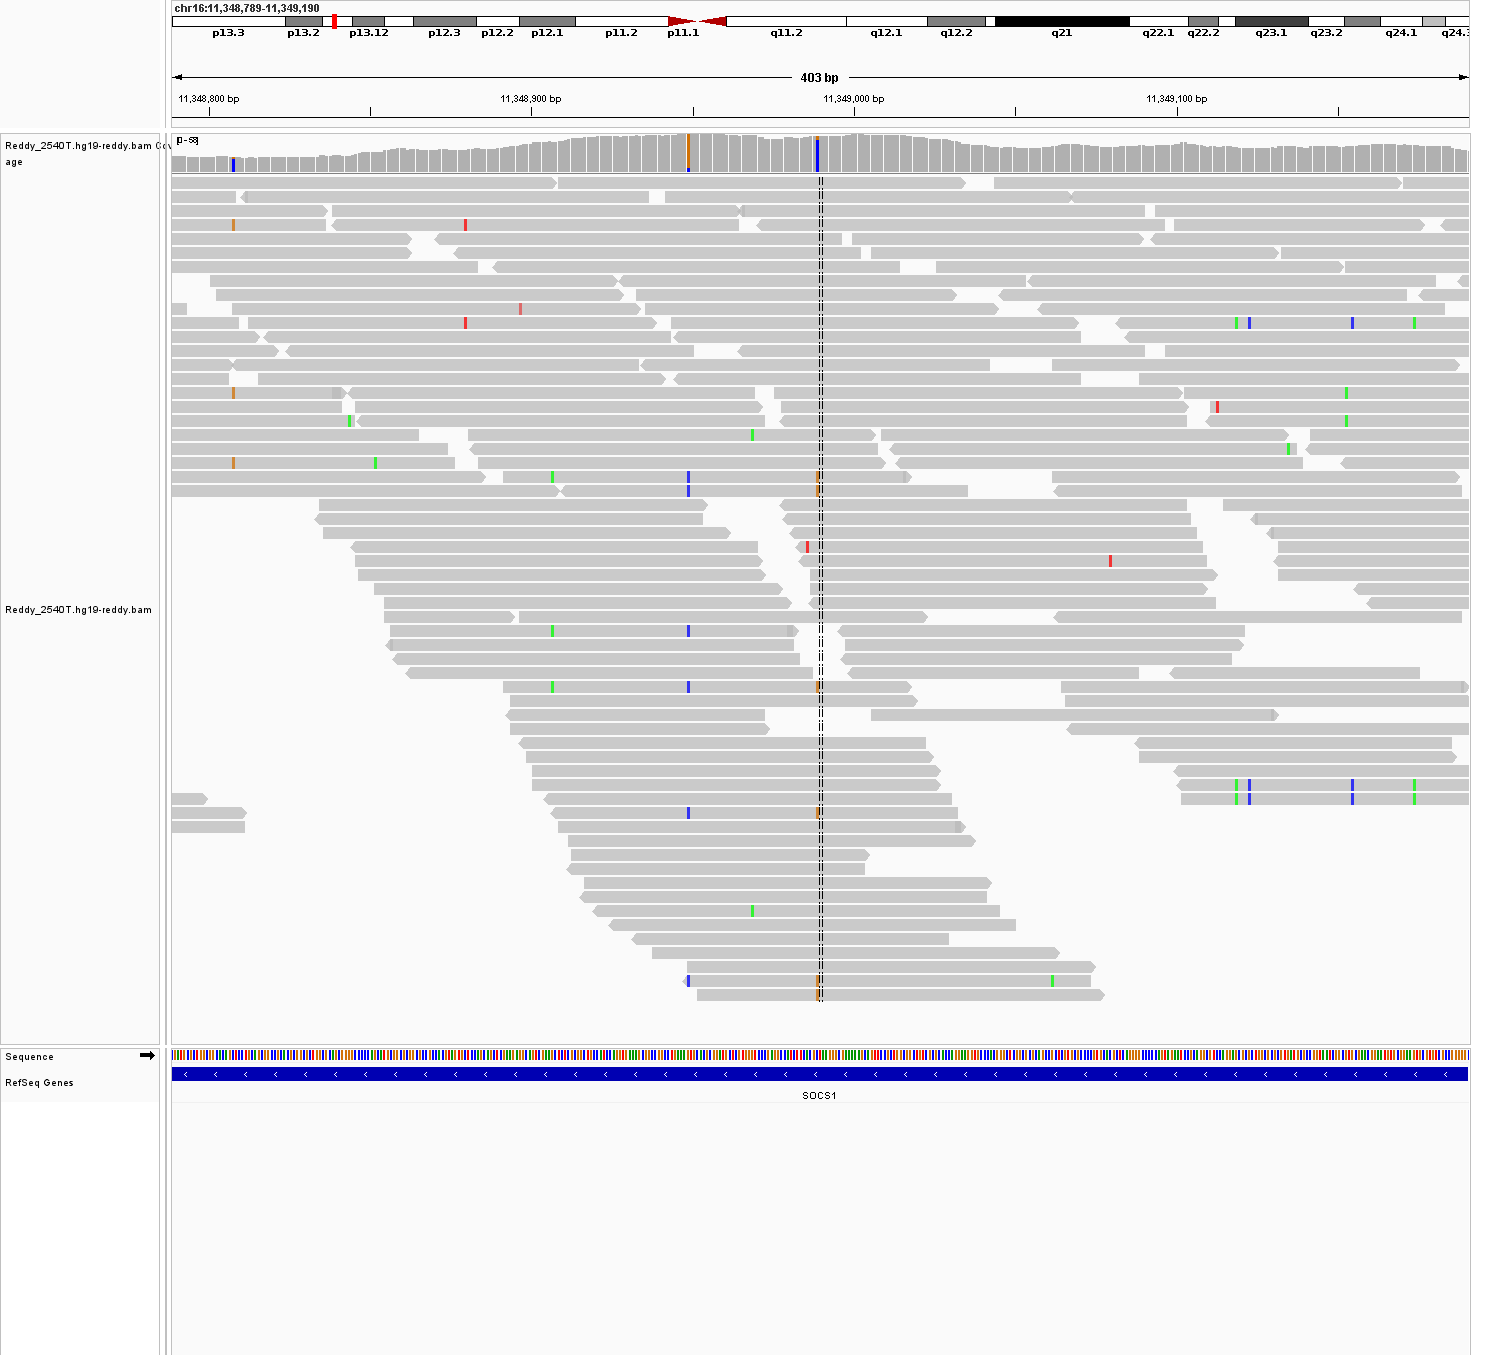 chr16:11,348,789-11,349,190
p13.3 p13.2 p13.12 p12.3 p12.2 p12.1 p11.2 p11.1 q11.2 q12.1 q12.2 q21 q22.1 q22.2 q23.1 q23.2 q24.1 q24.3
403 bp
11,348,800 bp 11,348,900 bp 11,349,000 bp 11,349,100 bp
Reddy_2540T.hg19-reddy.bam Cov
age
[0-68]
Reddy_2540T.hg19-reddy.bam
Sequence
RefSeq Genes
SOCS1